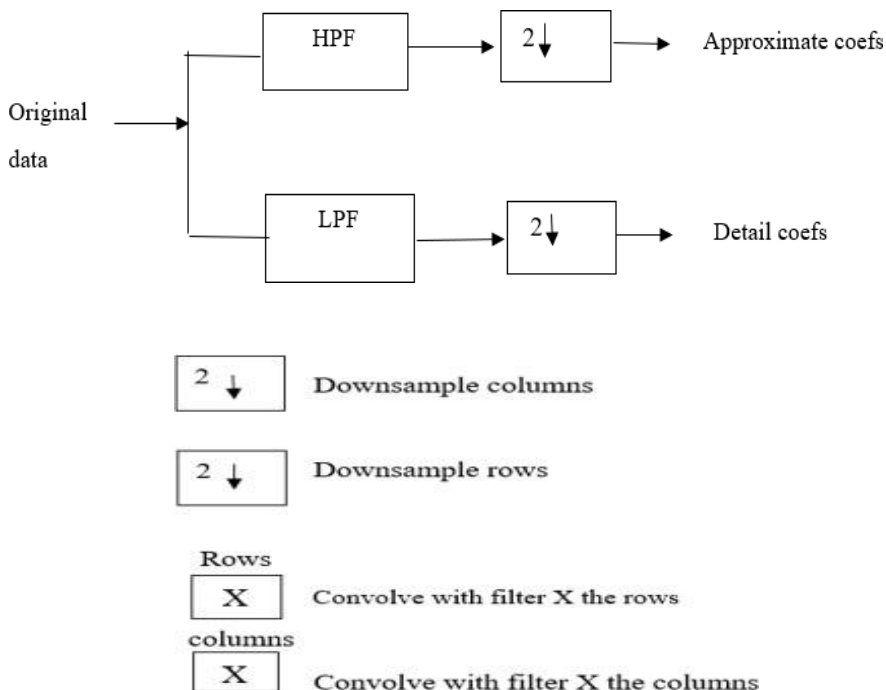 HPF
2
Approximate coefs
Original
data
LPF
2
Detail coefs
2
Downsample columns
2
Downsample rows
Rows
X
Convolve with filter X the rows
columns
X
Convolve with filter X the columns